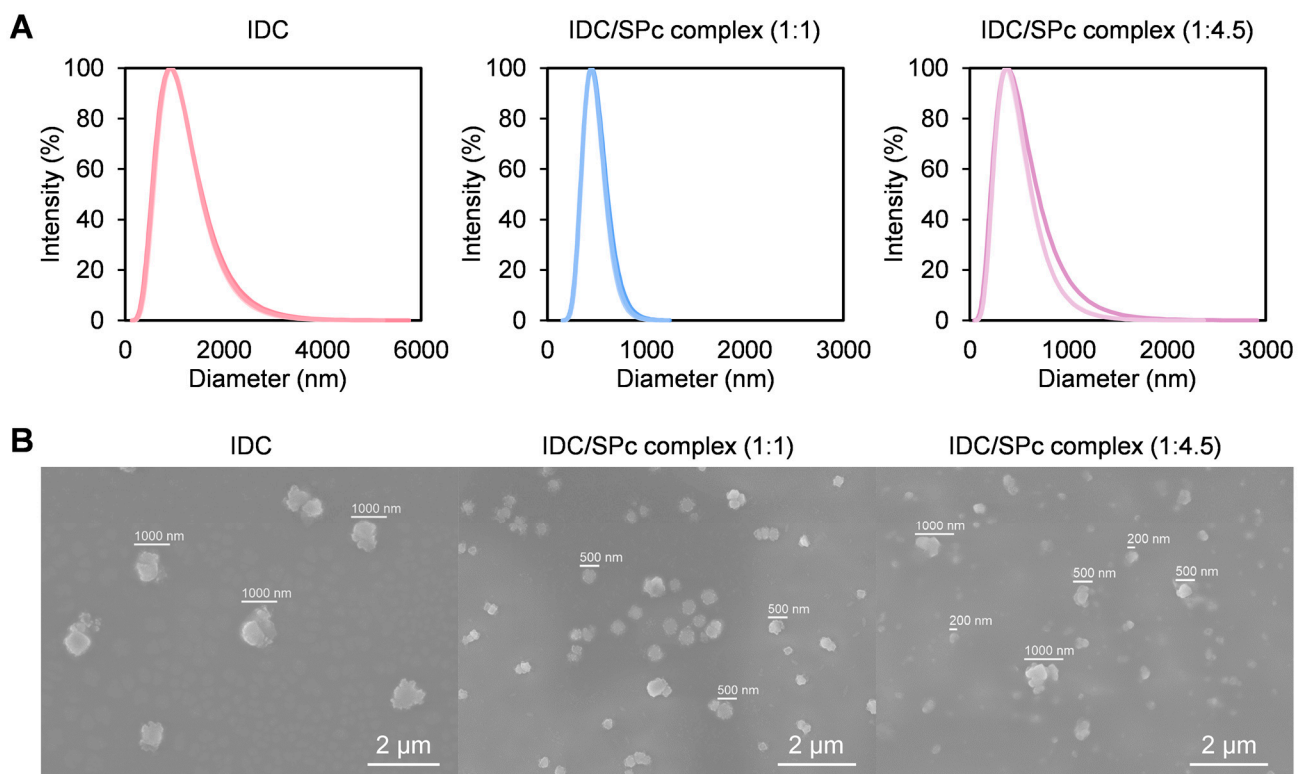 A
IDC
IDC/SPc complex (1:1)
IDC/SPc complex (1:4.5)
100
80
60
40
20
0
Intensity (%)
0 2000 4000 6000
Diameter (nm)
100
80
60
40
20
0
Intensity (%)
0 1000 2000 3000
Diameter (nm)
100
80
60
40
20
0
Intensity (%)
0 1000 2000 3000
Diameter (nm)
B
IDC
IDC/SPc complex (1:1)
IDC/SPc complex (1:4.5)
1000 nm
1000 nm
1000 nm
2 μm
500 nm
500 nm
500 nm
2 μm
1000 nm
200 nm
500 nm
500 nm
200 nm
1000 nm
2 μm